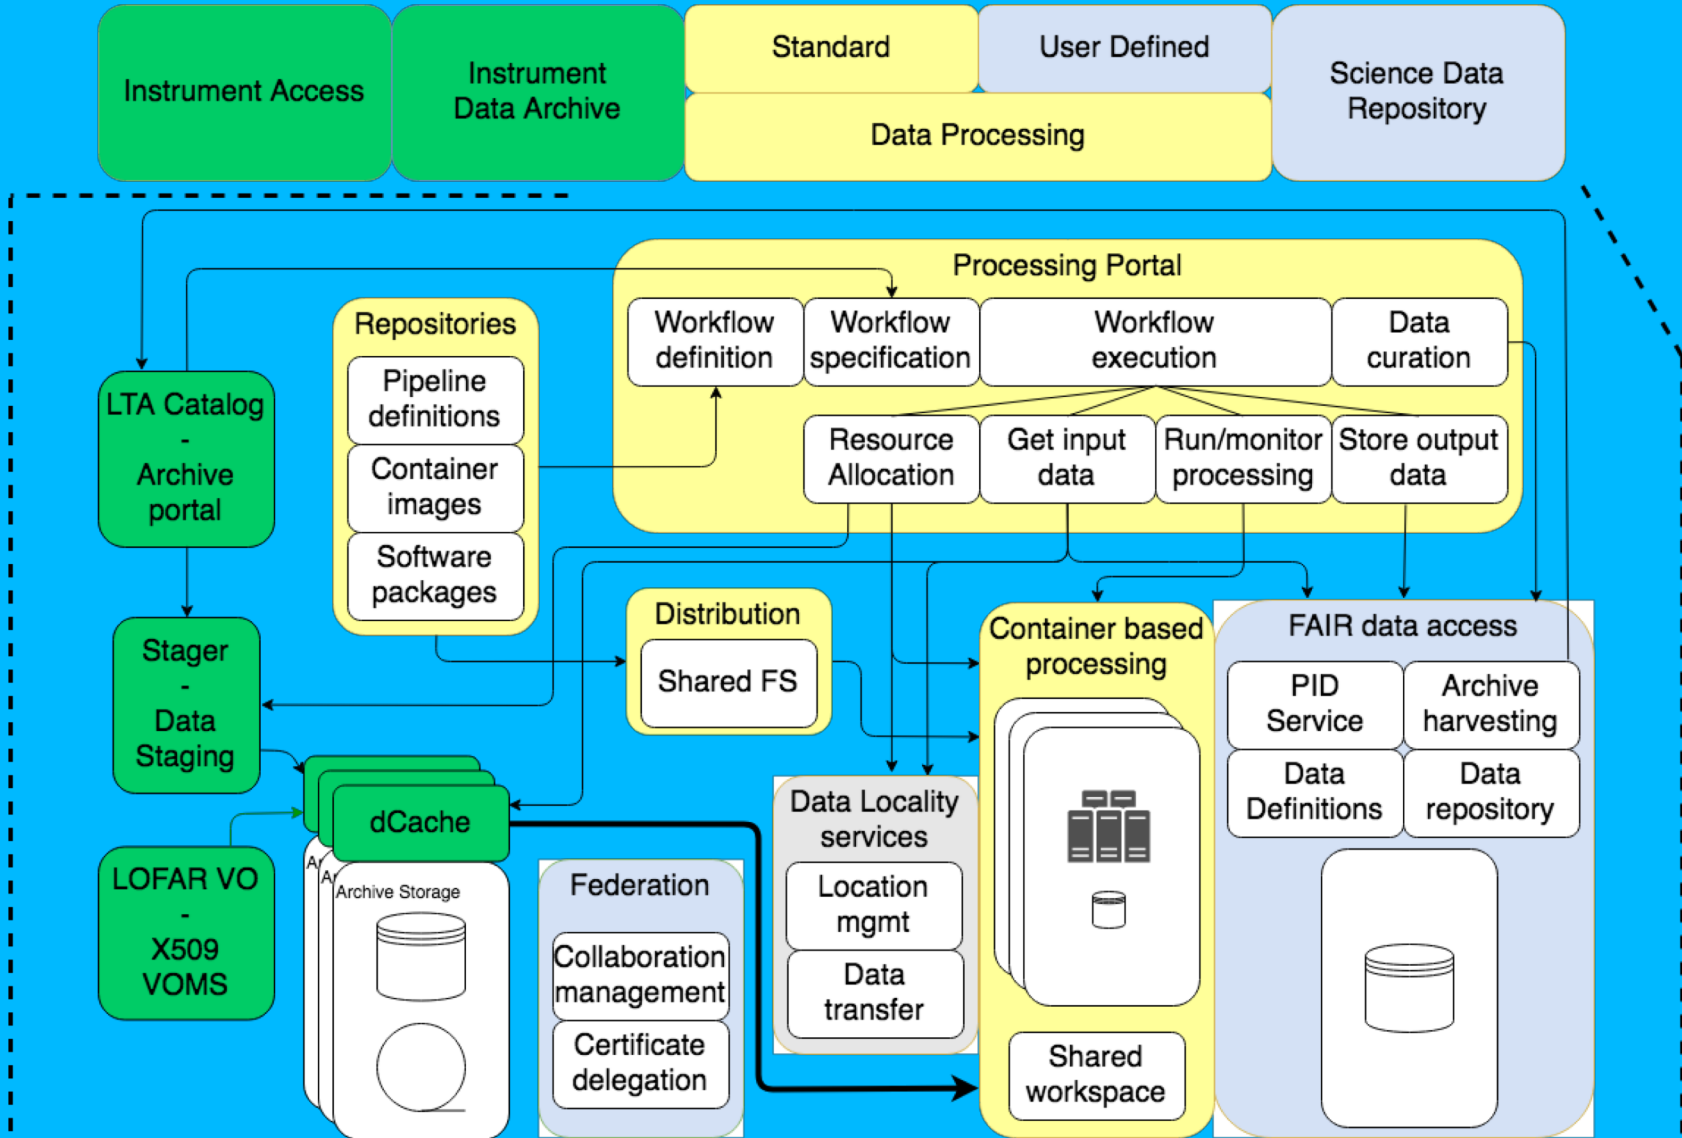 Instrument Access
Instrument
Data Archive
Standard
User Defined
Data Processing
Science Data
Repository
Processing Portal
Workflow
definition
Workflow
specification
Workflow
execution
Data
curation
Resource
Allocation
Get input
data
Run/monitor
processing
Store output
data
Repositories
Pipeline
definitions
Container
images
Software
packages
LTA Catalog
-
Archive
portal
Stager
-
Data
Staging
LOFAR VO
-
X509
VOMS
dCache
Ar
Ar
Archive Storage
Distribution
Shared FS
Federation
Collaboration
management
Certificate
delegation
Data Locality
services
Location
mgmt
Data
transfer
Container based
processing
Shared
workspace
FAIR data access
PID
Service
Archive
harvesting
Data
Definitions
Data
repository